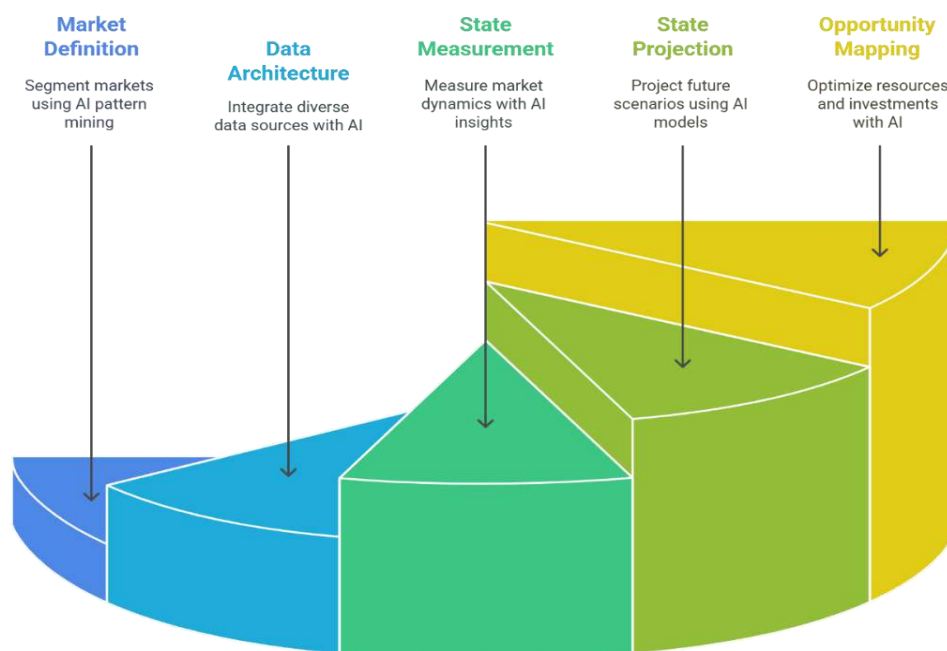 Market
Definition
Segment markets
using AI pattern
mining
Data
Architecture
Integrate diverse
data sources with AI
State
Measurement
Measure market
dynamics with AI
insights
State
Projection
Project future
scenarios using AI
models
Opportunity
Mapping
Optimize resources
and investments
with AI